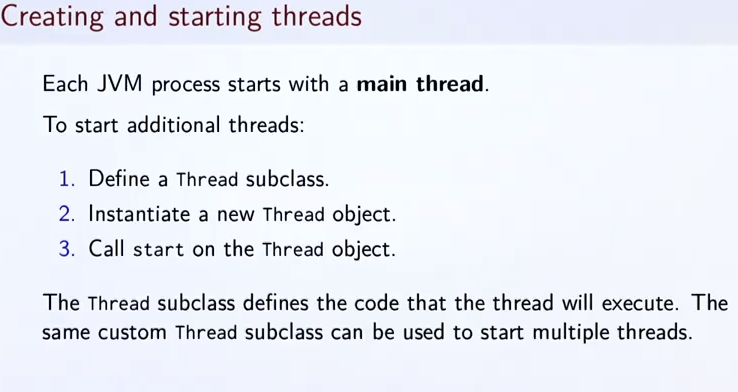 Creating and starting threads
Each JVM process starts with a main thread.
To start additional threads:
1. Define a Thread subclass.
2. Instantiate a new Thread object.
3. Call start on the Thread object.
The Thread subclass defines the code that the thread will execute. The
same custom Thread subclass can be used to start multiple threads.